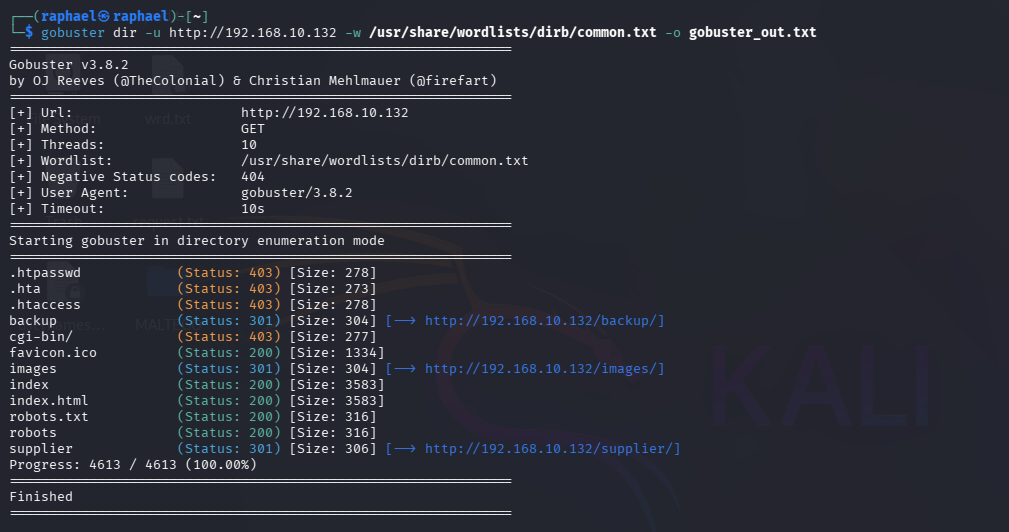 ┌──(raphael㉿raphael)-[~]
└─$ gobuster dir -u http://192.168.10.132 -w /usr/share/wordlists/dirb/common.txt -o gobuster_out.txt
===============================================================
Gobuster v3.8.2
by OJ Reeves (@TheColonial) & Christian Mehlmauer (@firefart)
===============================================================
[+] Url:                     http://192.168.10.132
[+] Method:                  GET
[+] Threads:                 10
[+] Wordlist:                /usr/share/wordlists/dirb/common.txt
[+] Negative Status codes:   404
[+] User Agent:              gobuster/3.8.2
[+] Timeout:                 10s
===============================================================
Starting gobuster in directory enumeration mode
===============================================================
.htpasswd            (Status: 403) [Size: 278]
.hta                 (Status: 403) [Size: 273]
.htaccess            (Status: 403) [Size: 278]
backup               (Status: 301) [Size: 304] [--> http://192.168.10.132/backup/]
cgi-bin/             (Status: 403) [Size: 277]
favicon.ico          (Status: 200) [Size: 1334]
images               (Status: 301) [Size: 304] [--> http://192.168.10.132/images/]
index                (Status: 200) [Size: 3583]
index.html           (Status: 200) [Size: 3583]
robots.txt           (Status: 200) [Size: 316]
robots               (Status: 200) [Size: 316]
supplier             (Status: 301) [Size: 306] [--> http://192.168.10.132/supplier/]
Progress: 4613 / 4613 (100.00%)
===============================================================
Finished
===============================================================
wrd.txt
KALI